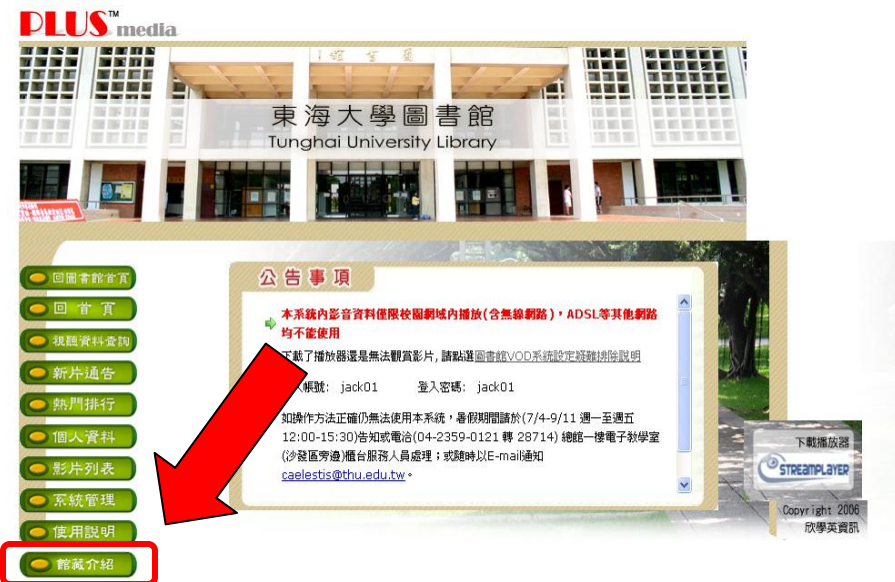 PLUS™ media
東海大學圖書館
Tunghai University Library
回圖書館首頁
回首頁
視聽資料查詢
新片通告
熱門排行
個人資料
影片列表
系統管理
使用說明
館藏介紹
公告事項
本系統內影音資料僅限校園網域內播放(含無線網路)，ADSL等其他網路
均不能使用
下載了播放器還是無法觀賞影片, 請點選圖書館VOD系統設定疑難排除說明
帳號: jack01 登入密碼: jack01
如操作方法正確仍無法使用本系統，暑假期間請於(7/4-9/11 週一至週五
12:00-15:30)告知或電洽(04-2359-0121 轉 28714) 總館一樓電子教學室
(沙發區旁邊)櫃台服務人員處理；或隨時以E-mail通知
caelestis@thu.edu.tw。
下載播放器
STREAMPLAYER
Copyright 2006
欣學英資訊